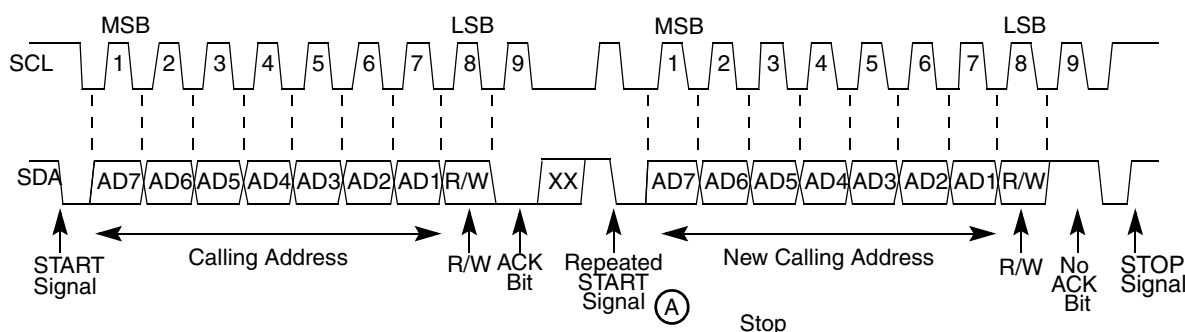 MSB LSB MSB LSB
SCL 1 2 3 4 5 6 7 8 9 1 2 3 4 5 6 7 8 9
SDA AD7 AD6 AD5 AD4 AD3 AD2 AD1 R/W XX AD7 AD6 AD5 AD4 AD3 AD2 AD1 R/W
START
Signal
Calling Address
R/W
ACK
Bit
Repeated
START
Signal
A
New Calling Address
R/W
No
ACK
Bit
STOP
Signal
Stop